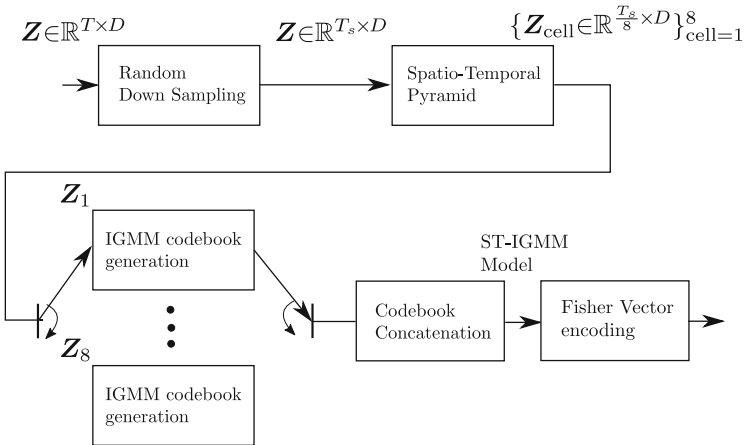 Z∈ℝ^{T×D}
Z∈ℝ^{T_s×D}
{Z_cell∈ℝ^{\frac{T_s}{8}×D}}^8_{cell=1}
Random
Down Sampling
Spatio-Temporal
Pyramid
Z_1
IGMM codebook
generation
ST-IGMM
Model
Codebook
Concatenation
Fisher Vector
encoding
Z_8
IGMM codebook
generation